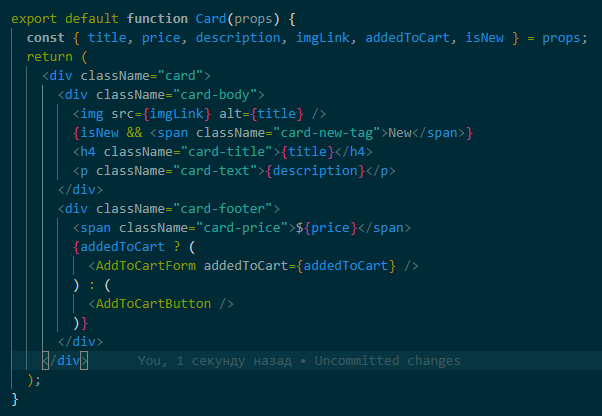 export default function Card(props) {
  const { title, price, description, imgLink, addedToCart, isNew } = props;
  return (
    <div className="card">
      <div className="card-body">
        <img src={imgLink} alt={title} />
        {isNew && <span className="card-new-tag">New</span>}
        <h4 className="card-title">{title}</h4>
        <p className="card-text">{description}</p>
      </div>
      <div className="card-footer">
        <span className="card-price">${price}</span>
        {addedToCart ? (
          <AddToCartForm addedToCart={addedToCart} />
        ) : (
          <AddToCartButton />
        )}
      </div>
    </div> You, 1 секунду назад • Uncommitted changes
  );
}